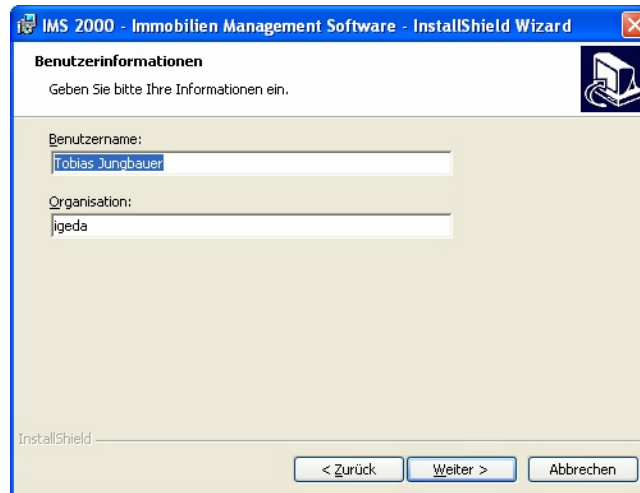 IMS 2000 - Immobilien Management Software - InstallShield Wizard
Benutzerinformationen
Geben Sie bitte Ihre Informationen ein.
Benutzername:
Tobias Jungbauer
Organisation:
igeda
InstallShield
< Zurück Weiter > Abbrechen